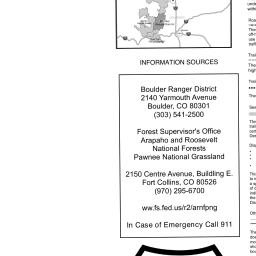 INFORMATION SOURCES
Boulder Ranger District
2140 Yarmouth Avenue
Boulder, CO 80301
(303) 541-2500
Forest Supervisor's Office
Arapaho and Roosevelt
National Forests
Pawnee National Grassland
2150 Centre Avenue, Building E.
Fort Collins, CO 80526
(970) 295-6700
ww.fs.fed.us/r2/arnfpng
In Case of Emergency Call 911